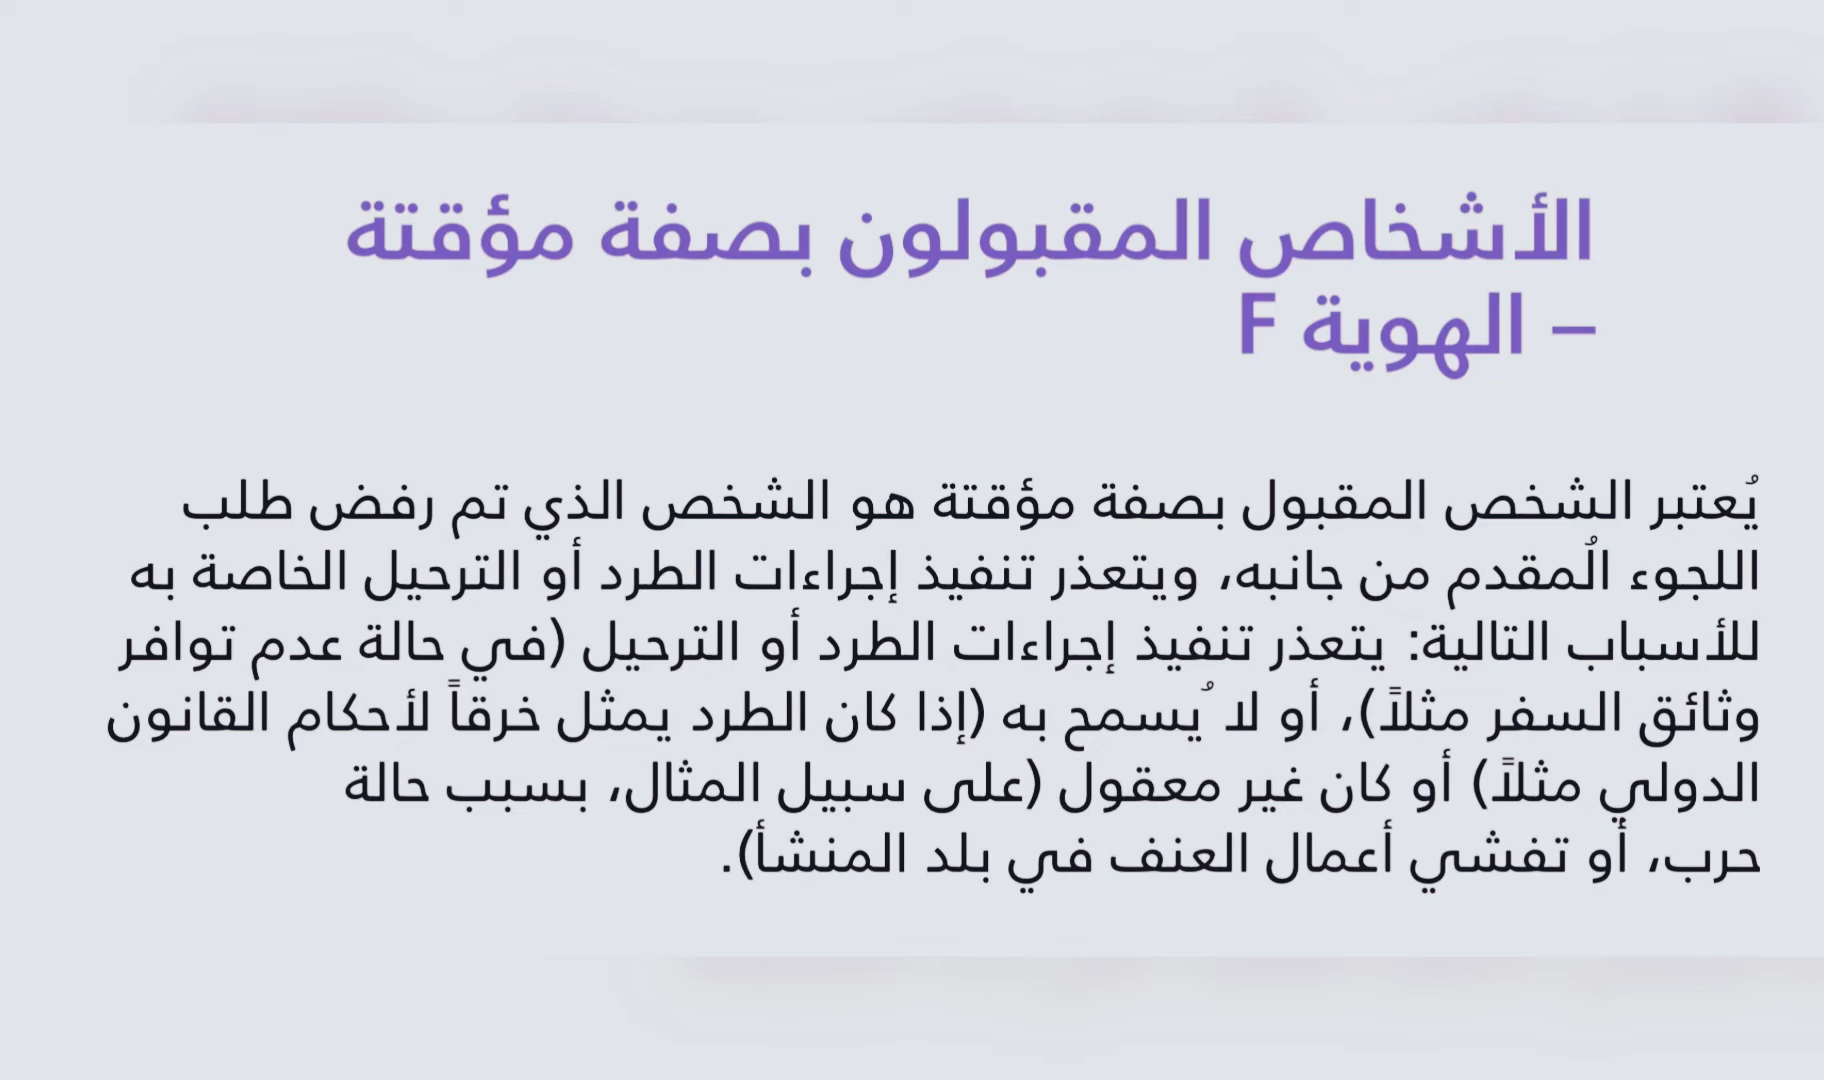 الأشخاص المقبولون بصفة مؤقتة
– الهوية F
يُعتبر الشخص المقبول بصفة مؤقتة هو الشخص الذي تم رفض طلب
اللجوء الُمقدم من جانبه، ويتعذر تنفيذ إجراءات الطرد أو الترحيل الخاصة به
للأسباب التالية: يتعذر تنفيذ إجراءات الطرد أو الترحيل (في حالة عدم توافر
وثائق السفر مثلاً)، أو لا ُيسمح به (إذا كان الطرد يمثل خرقاً لأحكام القانون
الدولي مثلاً) أو كان غير معقول (على سبيل المثال، بسبب حالة
حرب، أو تفشي أعمال العنف في بلد المنشأ).